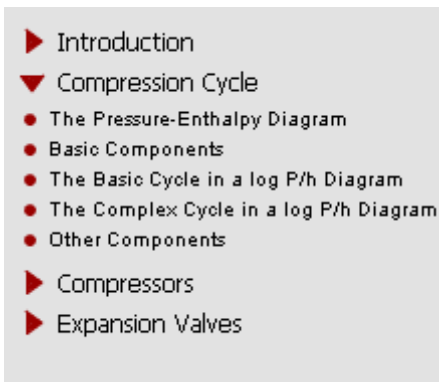 Introduction
Compression Cycle
The Pressure-Enthalpy Diagram
Basic Components
The Basic Cycle in a log P/h Diagram
The Complex Cycle in a log P/h Diagram
Other Components
Compressors
Expansion Valves